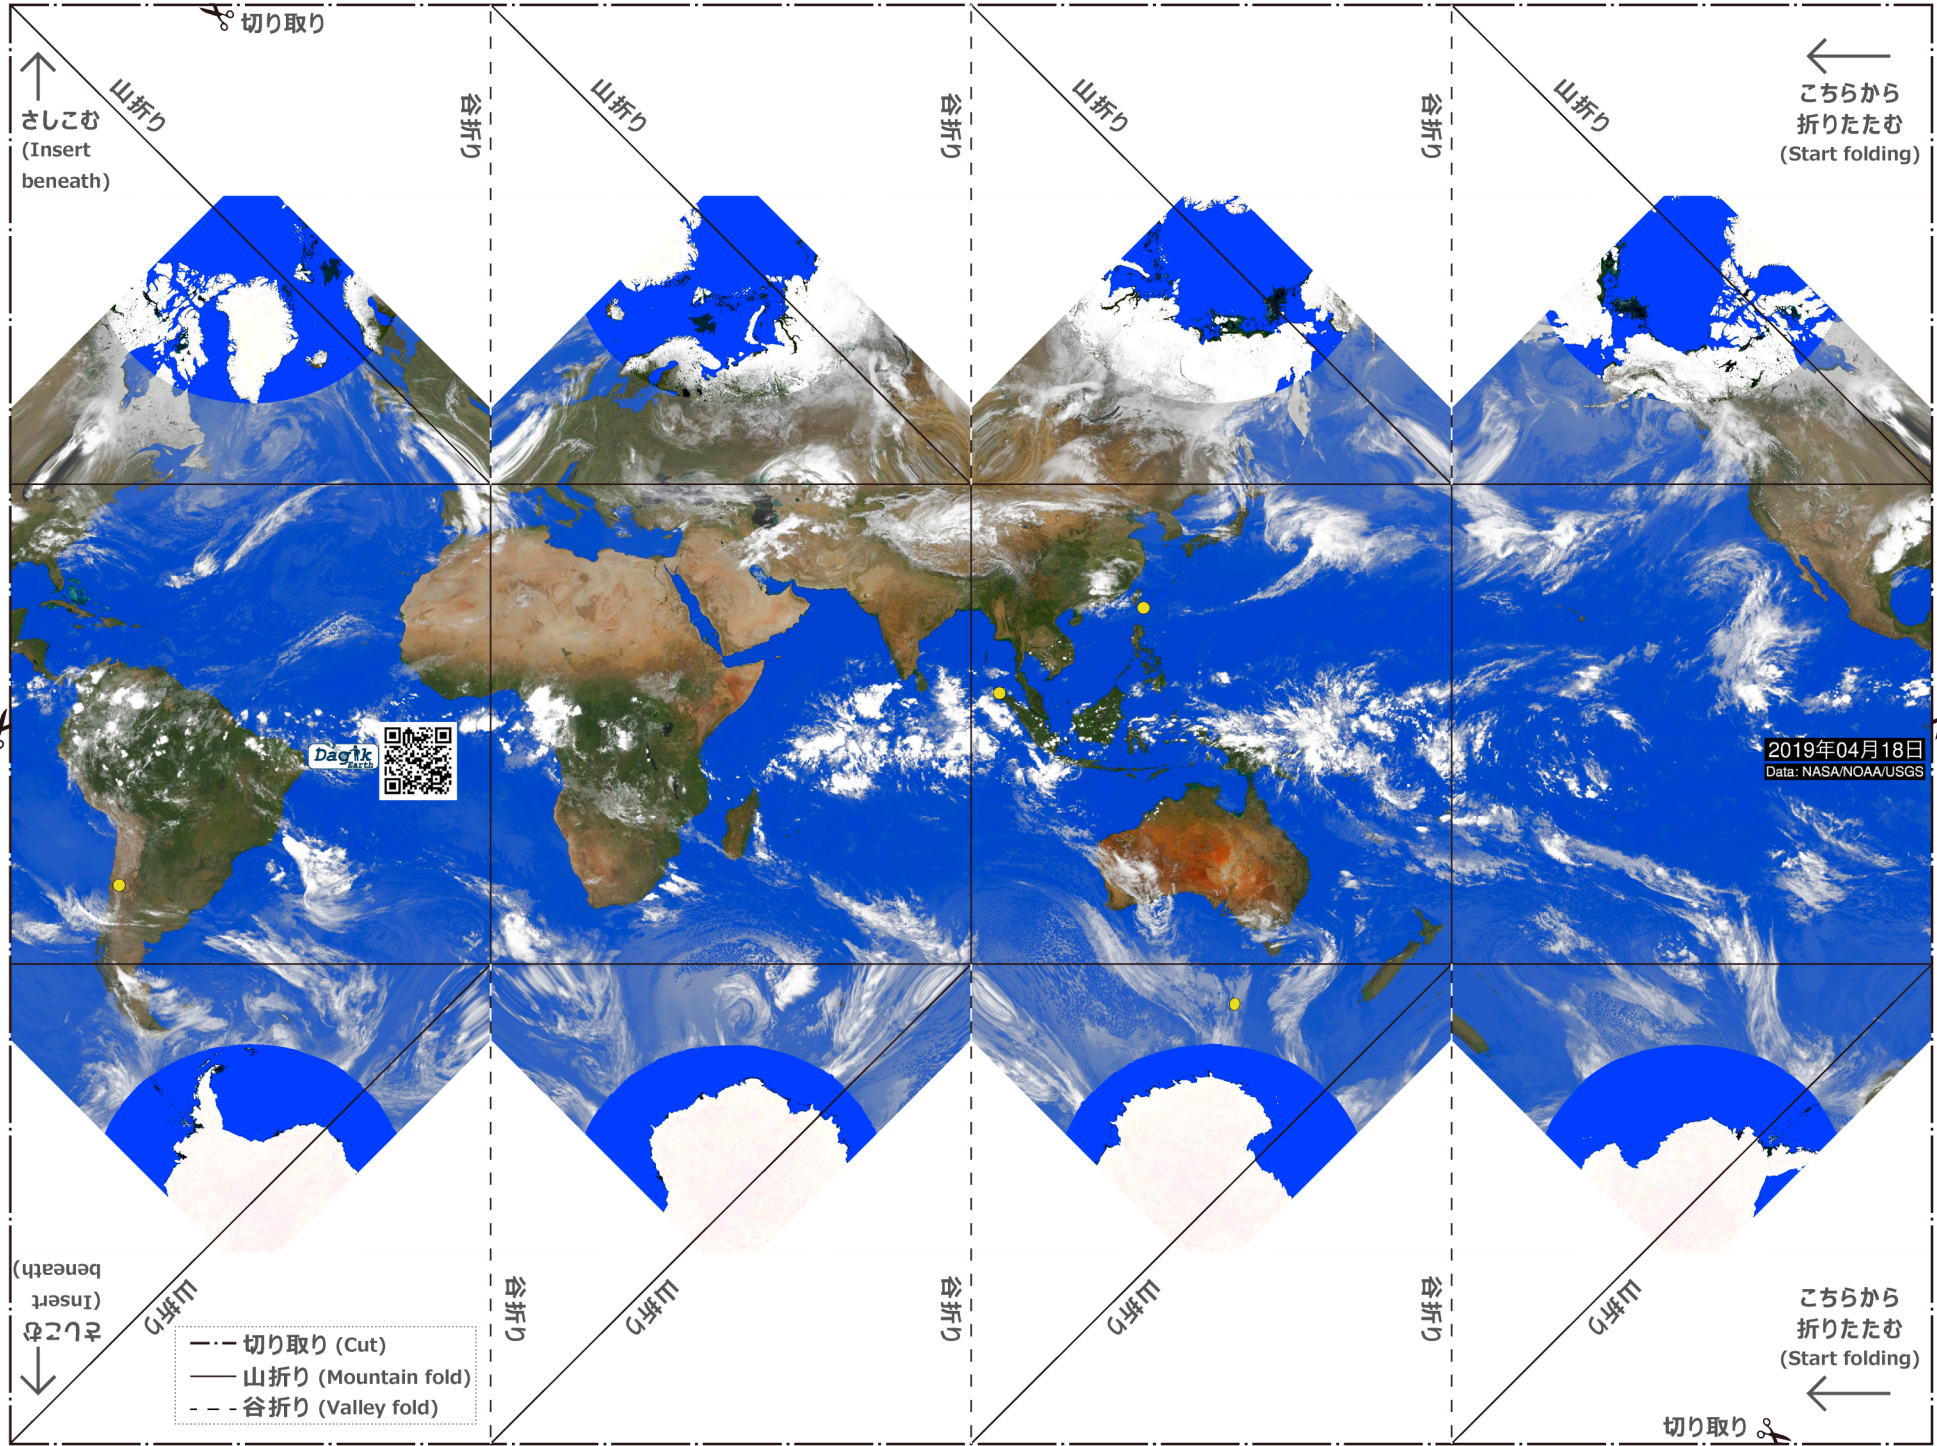 切り取り
さしこむ
(Insert
beneath)
山折り
谷折り
山折り
谷折り
山折り
谷折り
山折り
こちらから
折りたたむ
(Start folding)
Dagik
Earth
2019年04月18日
Data: NASA/NOAA/USGS
さしこむ
(Insert
beneath)
山折り
谷折り
山折り
谷折り
山折り
谷折り
山折り
こちらから
折りたたむ
(Start folding)
切り取り (Cut)
山折り (Mountain fold)
谷折り (Valley fold)
切り取り